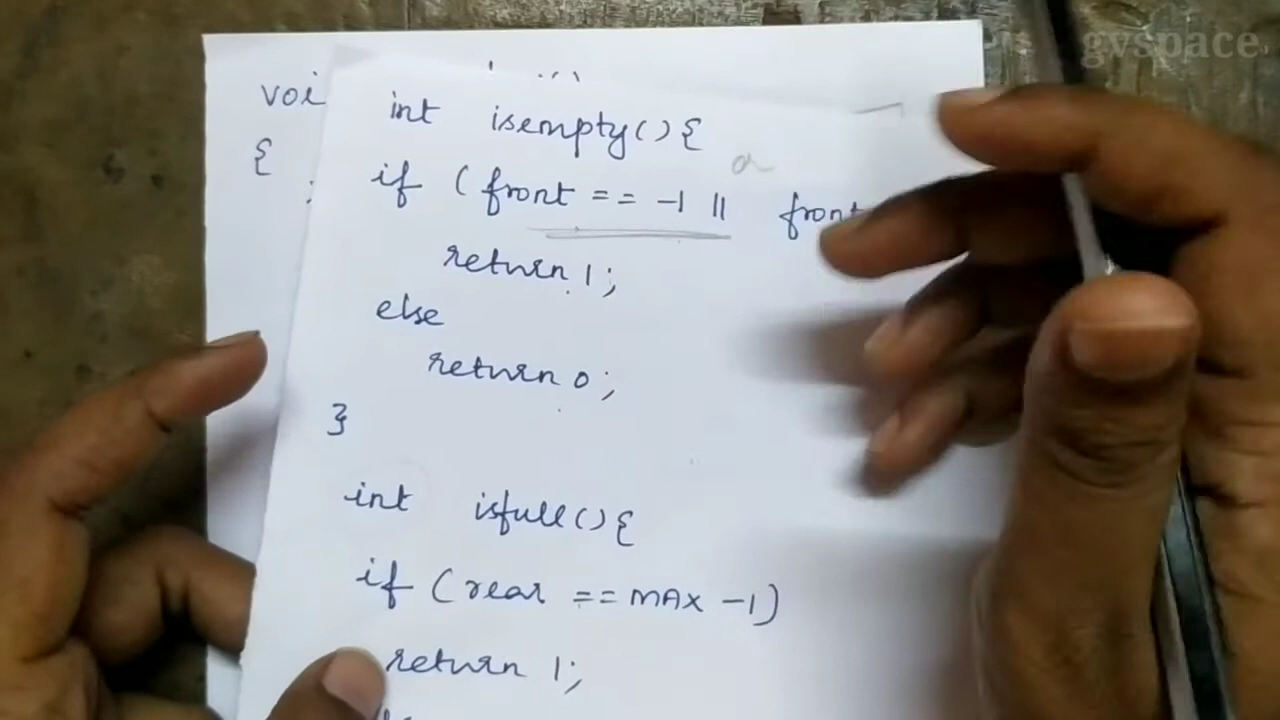 gvspace
voi
{
int isempty(){
if (front == -1 || front
return 1;
else
return 0;
}
int isfull(){
if (rear == MAX -1)
return 1;